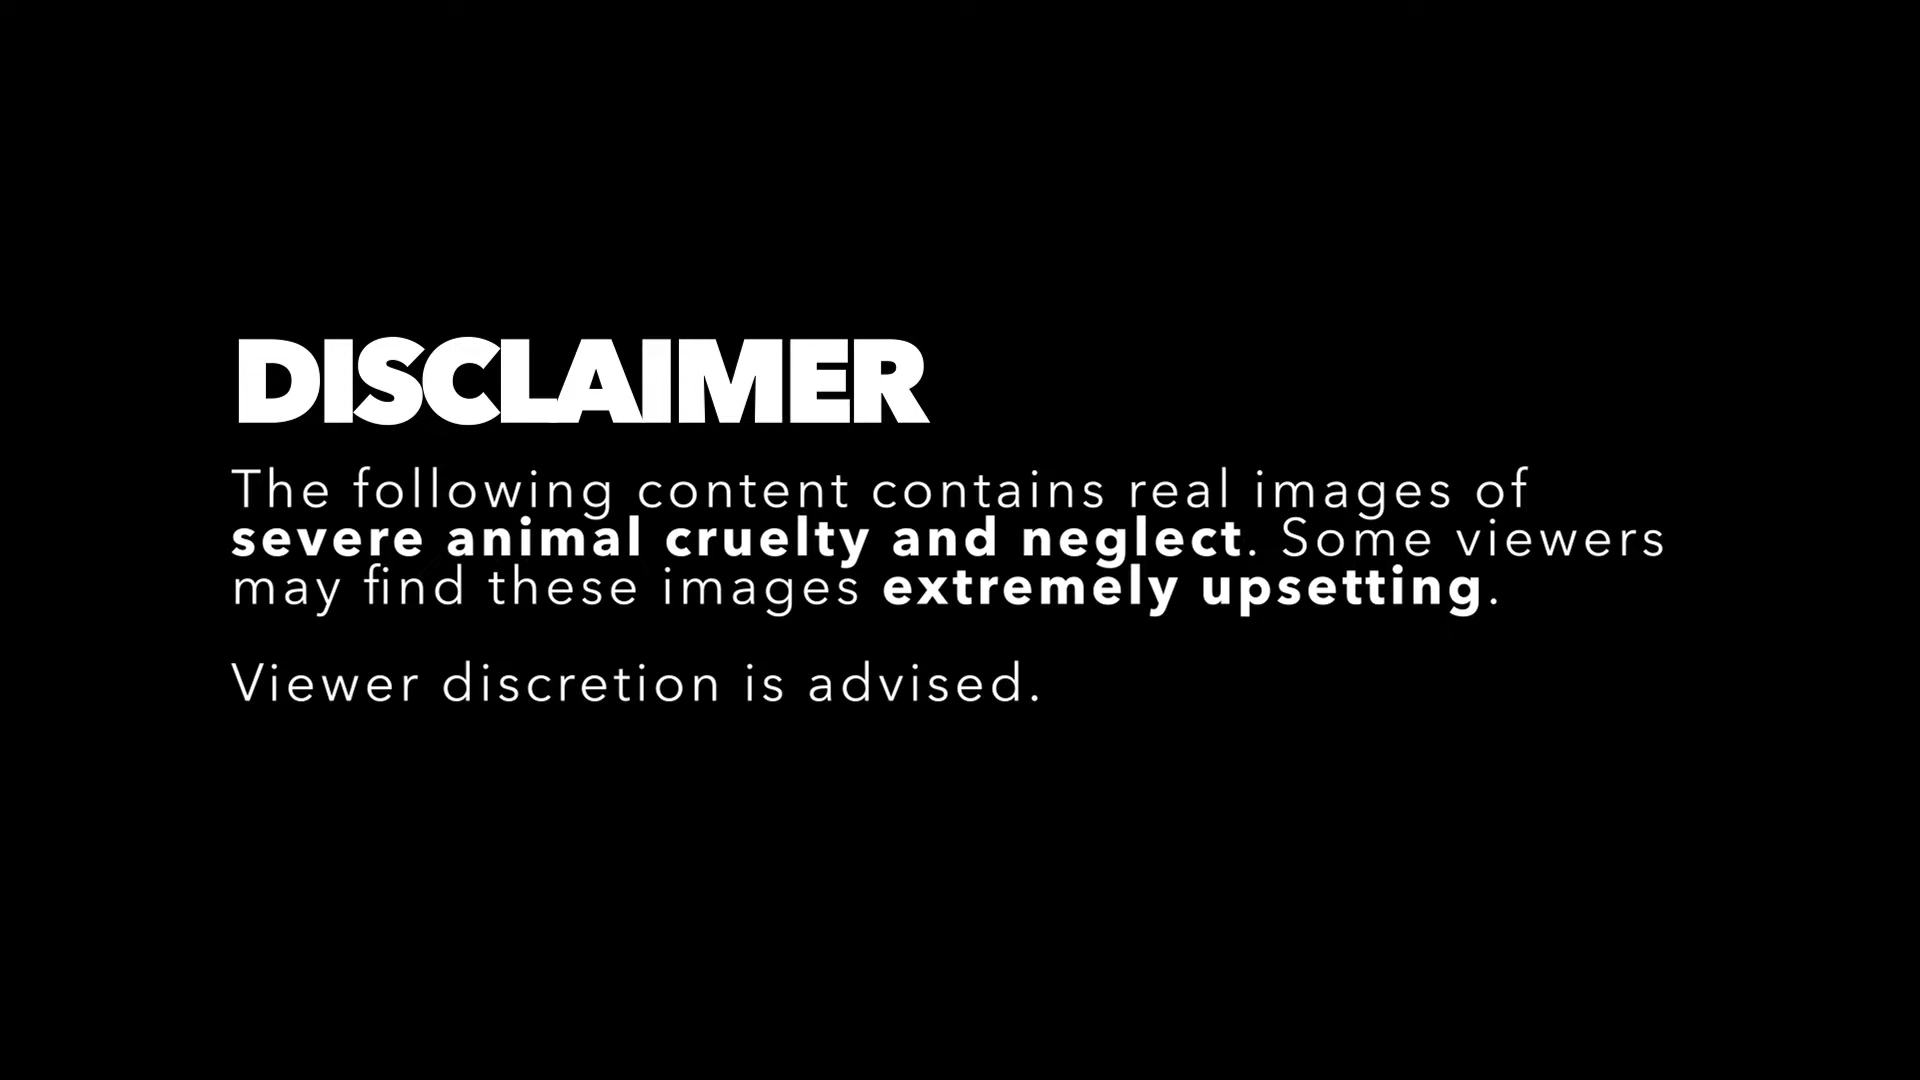 DISCLAIMER
The following content contains real images of
severe animal cruelty and neglect. Some viewers
may find these images extremely upsetting.
Viewer discretion is advised.